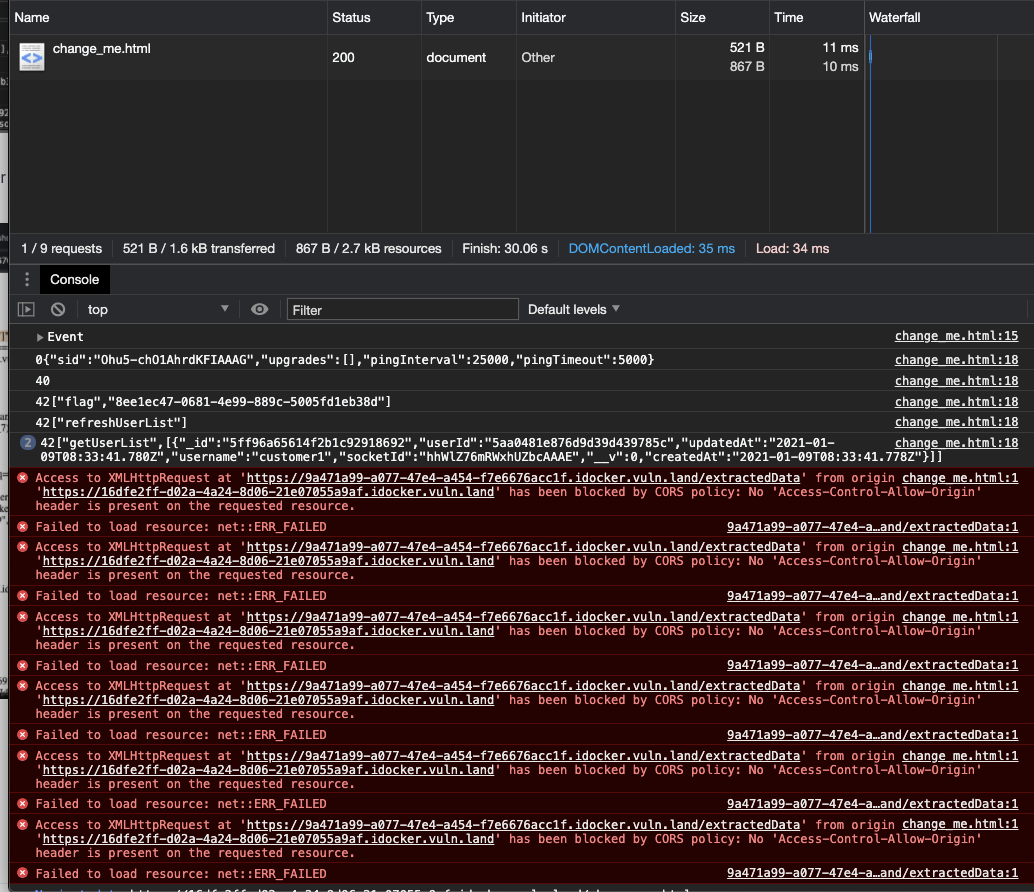 Name Status Type Initiator Size Time Waterfall
change_me.html 200 document Other 521 B 11 ms
867 B 10 ms
1 / 9 requests 521 B / 1.6 kB transferred 867 B / 2.7 kB resources Finish: 30.06 s DOMContentLoaded: 35 ms Load: 34 ms
Console
top Filter Default levels
Event change_me.html:15
0{"sid":"Ohu5-chO1AhrdKFIAAAG","upgrades":[],"pingInterval":25000,"pingTimeout":5000} change_me.html:18
40 change_me.html:18
42["flag","8ee1ec47-0681-4e99-889c-5005fd1eb38d"] change_me.html:18
42["refreshUserList"] change_me.html:18
2 42["getUserList",[{"_id":"5ff96a65614f2b1c92918692","userId":"5aa0481e876d9d39d439785c","updatedAt":"2021-01- change_me.html:18
09T08:33:41.780Z","username":"customer1","socketId":"hhWlZ76mRWxhUZbcAAAE","__v":0,"createdAt":"2021-01-09T08:33:41.778Z"}]]
Access to XMLHttpRequest at 'https://9a471a99-a077-47e4-a454-f7e6676acc1f.idocker.vuln.land/extractedData' from origin change_me.html:1
'https://16dfe2ff-d02a-4a24-8d06-21e07055a9af.idocker.vuln.land' has been blocked by CORS policy: No 'Access-Control-Allow-Origin'
header is present on the requested resource.
Failed to load resource: net::ERR_FAILED 9a471a99-a077-47e4-a…and/extractedData:1
Access to XMLHttpRequest at 'https://9a471a99-a077-47e4-a454-f7e6676acc1f.idocker.vuln.land/extractedData' from origin change_me.html:1
'https://16dfe2ff-d02a-4a24-8d06-21e07055a9af.idocker.vuln.land' has been blocked by CORS policy: No 'Access-Control-Allow-Origin'
header is present on the requested resource.
Failed to load resource: net::ERR_FAILED 9a471a99-a077-47e4-a…and/extractedData:1
Access to XMLHttpRequest at 'https://9a471a99-a077-47e4-a454-f7e6676acc1f.idocker.vuln.land/extractedData' from origin change_me.html:1
'https://16dfe2ff-d02a-4a24-8d06-21e07055a9af.idocker.vuln.land' has been blocked by CORS policy: No 'Access-Control-Allow-Origin'
header is present on the requested resource.
Failed to load resource: net::ERR_FAILED 9a471a99-a077-47e4-a…and/extractedData:1
Access to XMLHttpRequest at 'https://9a471a99-a077-47e4-a454-f7e6676acc1f.idocker.vuln.land/extractedData' from origin change_me.html:1
'https://16dfe2ff-d02a-4a24-8d06-21e07055a9af.idocker.vuln.land' has been blocked by CORS policy: No 'Access-Control-Allow-Origin'
header is present on the requested resource.
Failed to load resource: net::ERR_FAILED 9a471a99-a077-47e4-a…and/extractedData:1
Access to XMLHttpRequest at 'https://9a471a99-a077-47e4-a454-f7e6676acc1f.idocker.vuln.land/extractedData' from origin change_me.html:1
'https://16dfe2ff-d02a-4a24-8d06-21e07055a9af.idocker.vuln.land' has been blocked by CORS policy: No 'Access-Control-Allow-Origin'
header is present on the requested resource.
Failed to load resource: net::ERR_FAILED 9a471a99-a077-47e4-a…and/extractedData:1
Access to XMLHttpRequest at 'https://9a471a99-a077-47e4-a454-f7e6676acc1f.idocker.vuln.land/extractedData' from origin change_me.html:1
'https://16dfe2ff-d02a-4a24-8d06-21e07055a9af.idocker.vuln.land' has been blocked by CORS policy: No 'Access-Control-Allow-Origin'
header is present on the requested resource.
Failed to load resource: net::ERR_FAILED 9a471a99-a077-47e4-a…and/extractedData:1